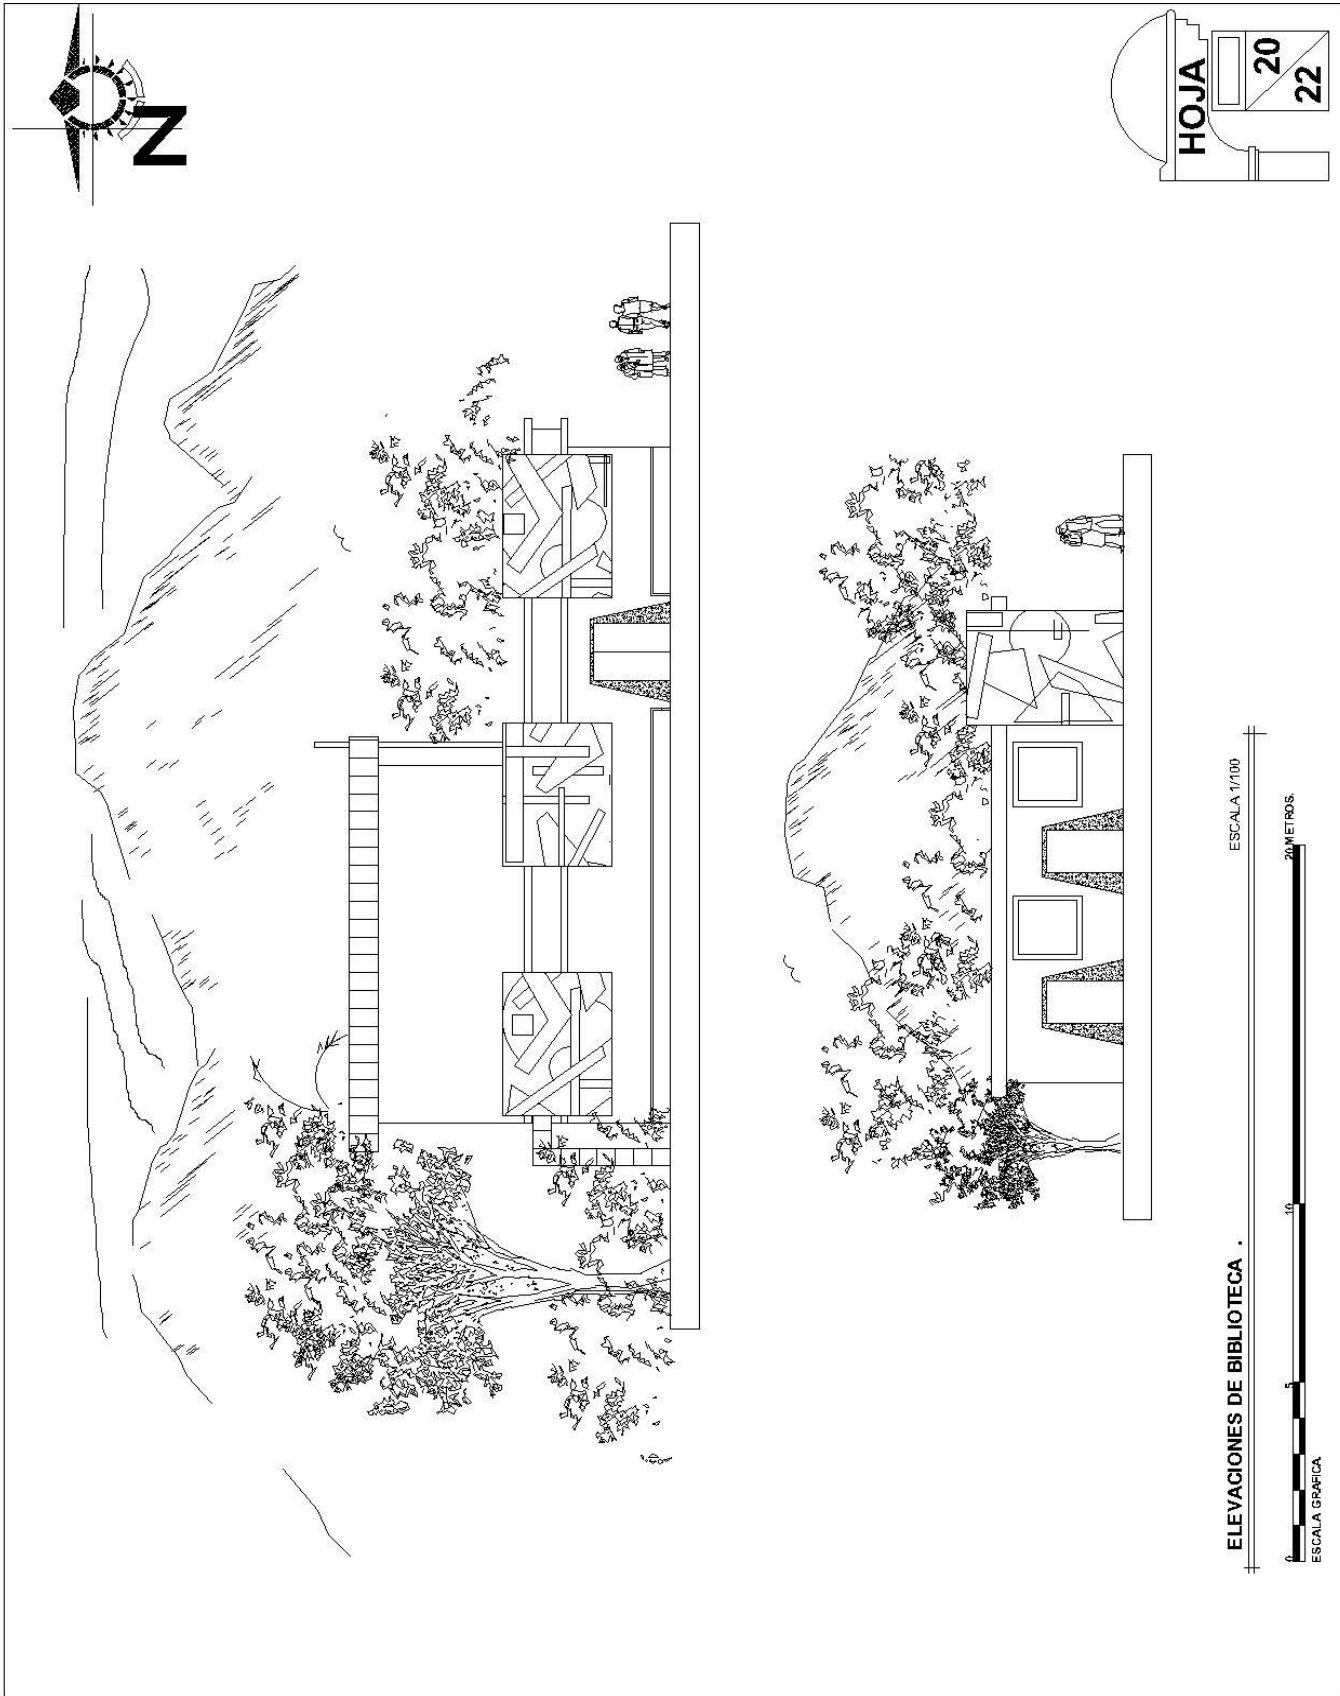 N
HOJA
20
22
ELEVACIONES DE BIBLIOTECA .
ESCALA 1/100
0 5 10 20 METROS.
ESCALA GRAFICA